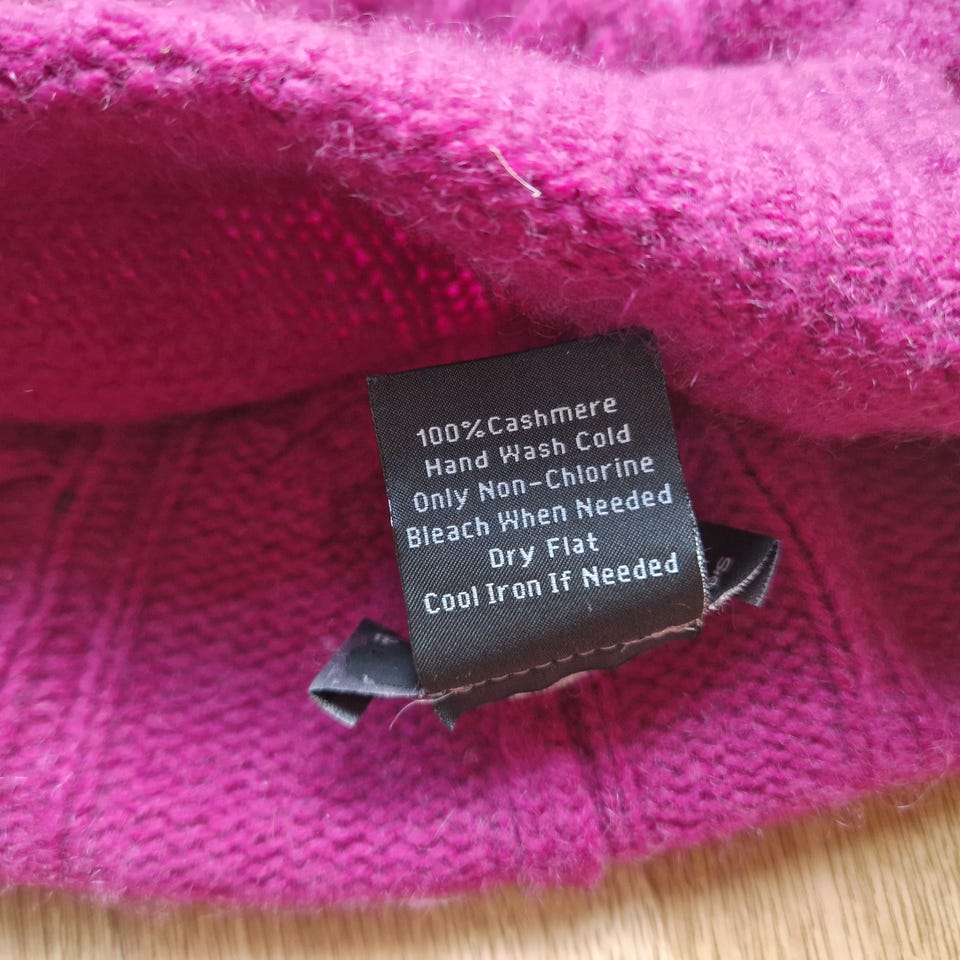 100%Cashmere
Hand Wash Cold
Only Non-Chlorine
Bleach When Needed
Dry Flat
Cool Iron If Needed